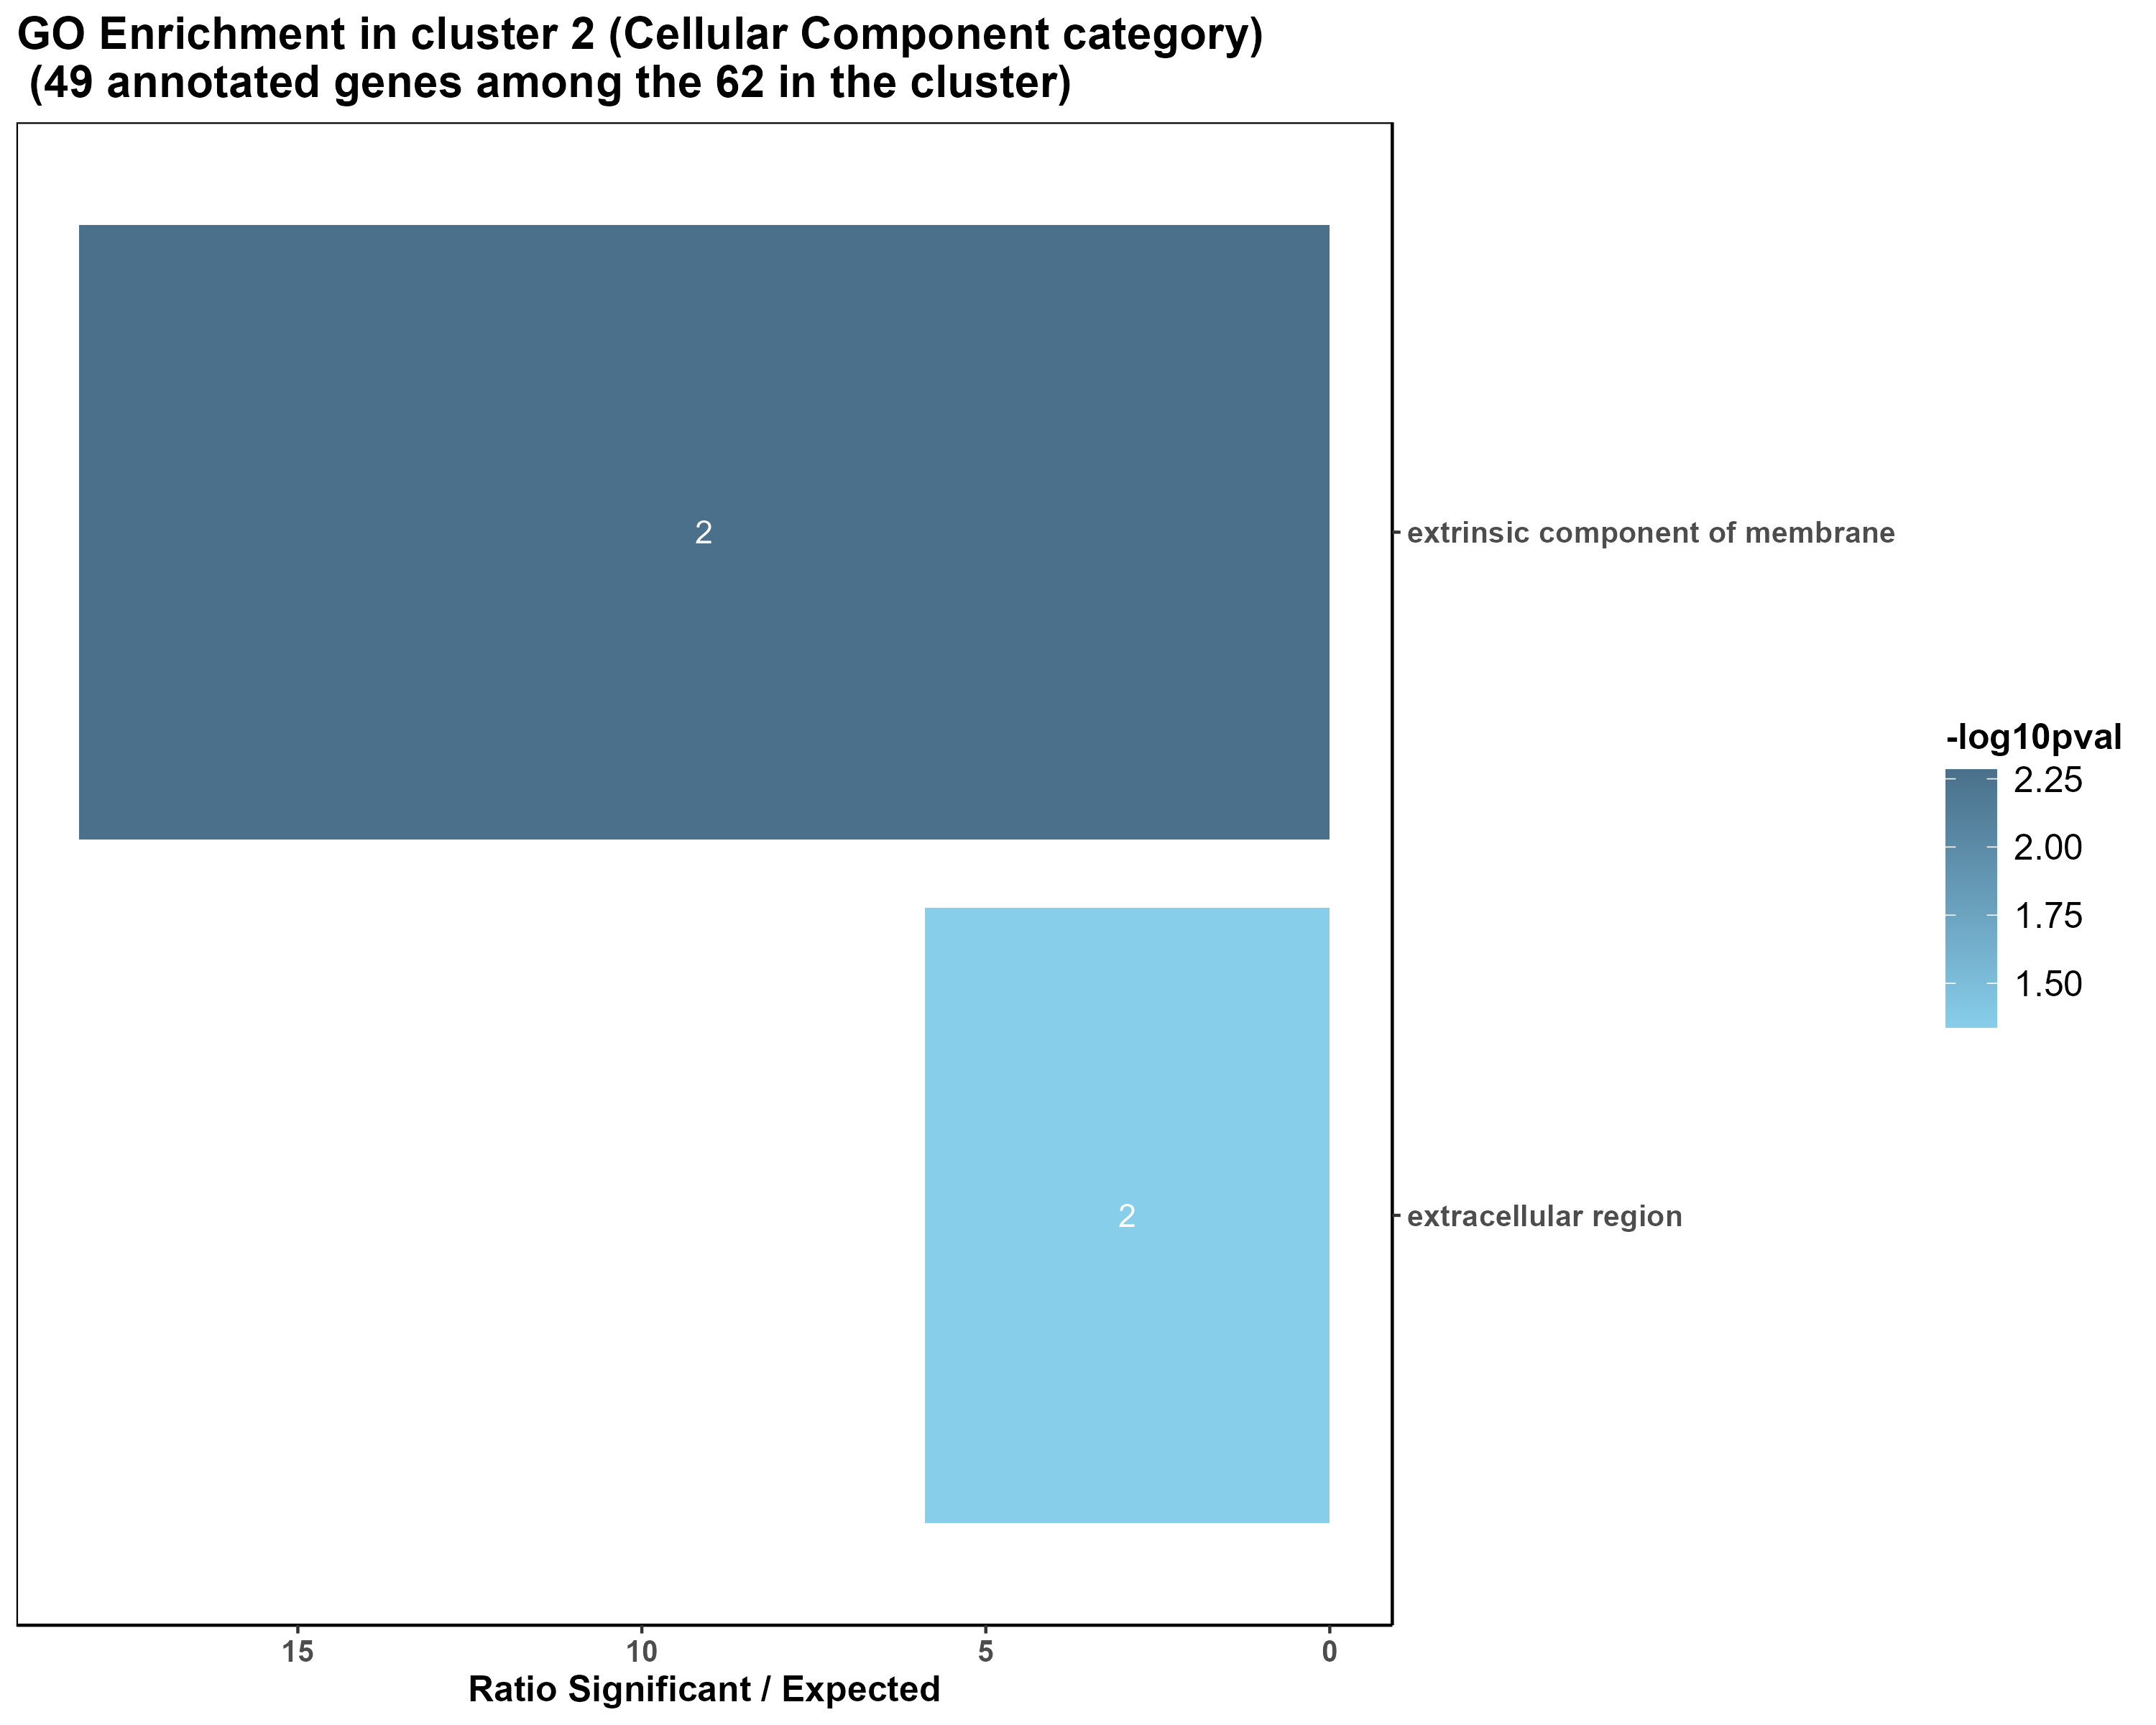 GO Enrichment in cluster 2 (Cellular Component category)
(49 annotated genes among the 62 in the cluster)
2
extrinsic component of membrane
2
extracellular region
-log10pval
2.25
2.00
1.75
1.50
15 10 5 0
Ratio Significant / Expected